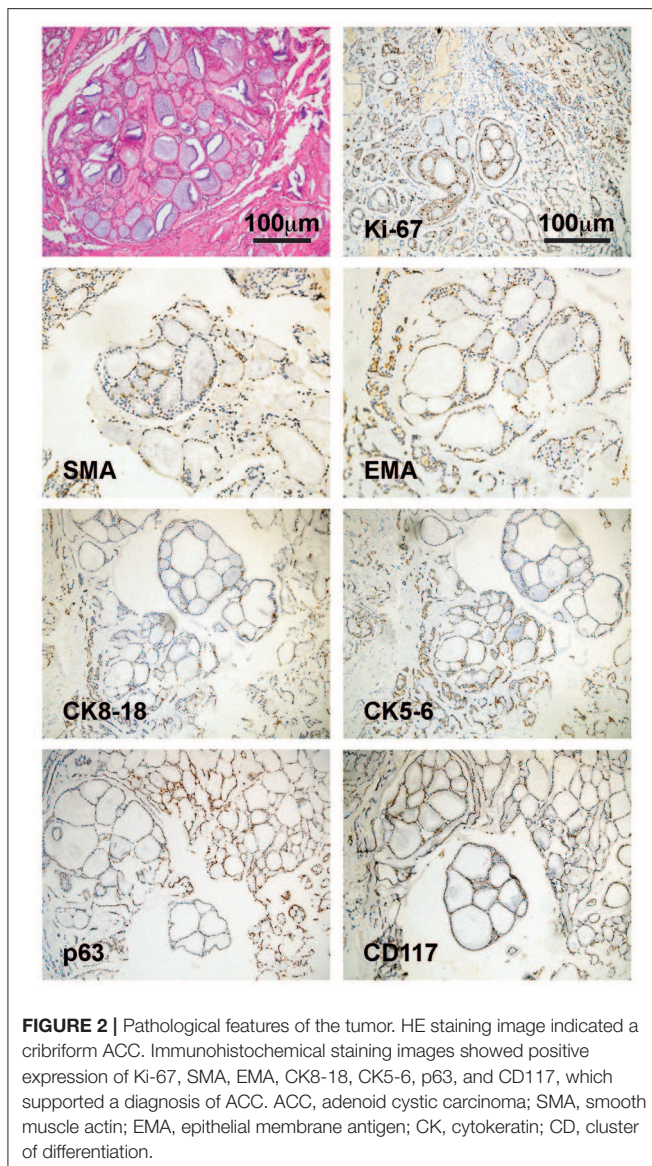 100μm
Ki-67 100μm
SMA
EMA
CK8-18
CK5-6
p63
CD117
FIGURE 2 | Pathological features of the tumor. HE staining image indicated a
cribriform ACC. Immunohistochemical staining images showed positive
expression of Ki-67, SMA, EMA, CK8-18, CK5-6, p63, and CD117, which
supported a diagnosis of ACC. ACC, adenoid cystic carcinoma; SMA, smooth
muscle actin; EMA, epithelial membrane antigen; CK, cytokeratin; CD, cluster
of differentiation.